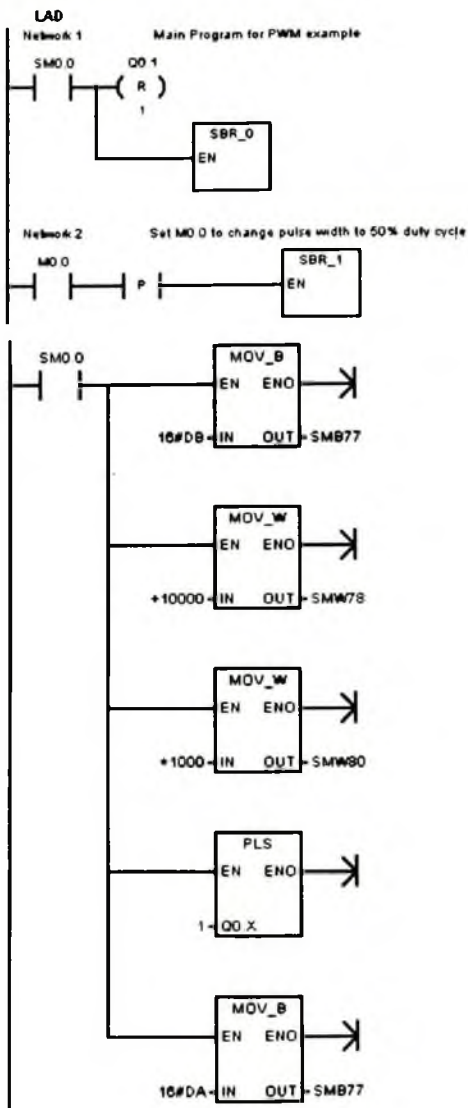 LAD
Network 1 Main Program for PWM example
SM0.0 Q0.1
R
1
SBR_0
EN
Network 2 Set M0.0 to change pulse width to 50% duty cycle
M0.0 SBR_1
P EN
SM0.0 MOV_B
EN ENO
16#DB IN OUT SMB77
MOV_W
EN ENO
+10000 IN OUT SMW78
MOV_W
EN ENO
+1000 IN OUT SMW80
PLS
EN ENO
1 Q0.X
MOV_B
EN ENO
16#DA IN OUT SMB77